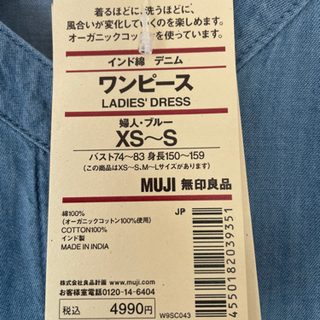 着るほどに、洗うほどに、
風合いが変化していくのを楽しめます。
オーガニックコットンを使っています。
インド綿 デニム
ワンピース
LADIES' DRESS
婦人・ブルー
XS〜S
バスト74〜83 身長150〜159
(この商品はXS〜S、M〜Lサイズがあります)
MUJI 無印良品
綿100%
(オーガニックコットン100%使用)
COTTON100%
インド製
MADE IN INDIA
JP
4550182039351
株式会社良品計画 www.muji.com
お客様室電話0120-14-6404
税込 4990円
W9SC043